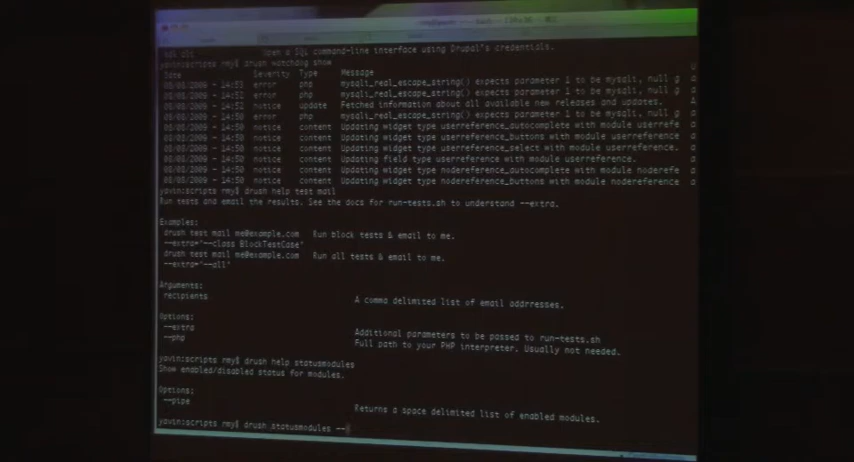 Open a SQL command-line interface using Drupal's credentials.
yavin:scripts rmy$ drush watchdog show
Date Severity Type Message
08/08/2009 - 14:53 error php mysqli_real_escape_string() expects parameter 1 to be mysqli, null g
08/08/2009 - 14:52 error php mysqli_real_escape_string() expects parameter 1 to be mysqli, null g
08/08/2009 - 14:52 notice update Fetched information about all available new releases and updates.
08/08/2009 - 14:50 error php mysqli_real_escape_string() expects parameter 1 to be mysqli, null g
08/08/2009 - 14:50 notice content Updating widget type userreference_autocomplete with module userrefe
08/08/2009 - 14:50 notice content Updating widget type userreference_buttons with module userreference
08/08/2009 - 14:50 notice content Updating widget type userreference_select with module userreference.
08/08/2009 - 14:50 notice content Updating field type userreference with module userreference.
08/08/2009 - 14:50 notice content Updating widget type nodereference_autocomplete with module noderefe
08/08/2009 - 14:50 notice content Updating widget type nodereference_buttons with module nodereference
yavin:scripts rmy$ drush help test mail
Run tests and email the results. See the docs for run-tests.sh to understand --extra.
Examples:
drush test mail me@example.com Run block tests & email to me.
--extra="--class BlockTestCase"
drush test mail me@example.com Run all tests & email to me.
--extra="--all"
Arguments:
recipients A comma delimited list of email addrresses.
Options:
--extra Additional parameters to be passed to run-tests.sh
--php Full path to your PHP interpreter. Usually not needed.
yavin:scripts rmy$ drush help statusmodules
Show enabled/disabled status for modules.
Options:
--pipe Returns a space delimited list of enabled modules.
yavin:scripts rmy$ drush statusmodules --